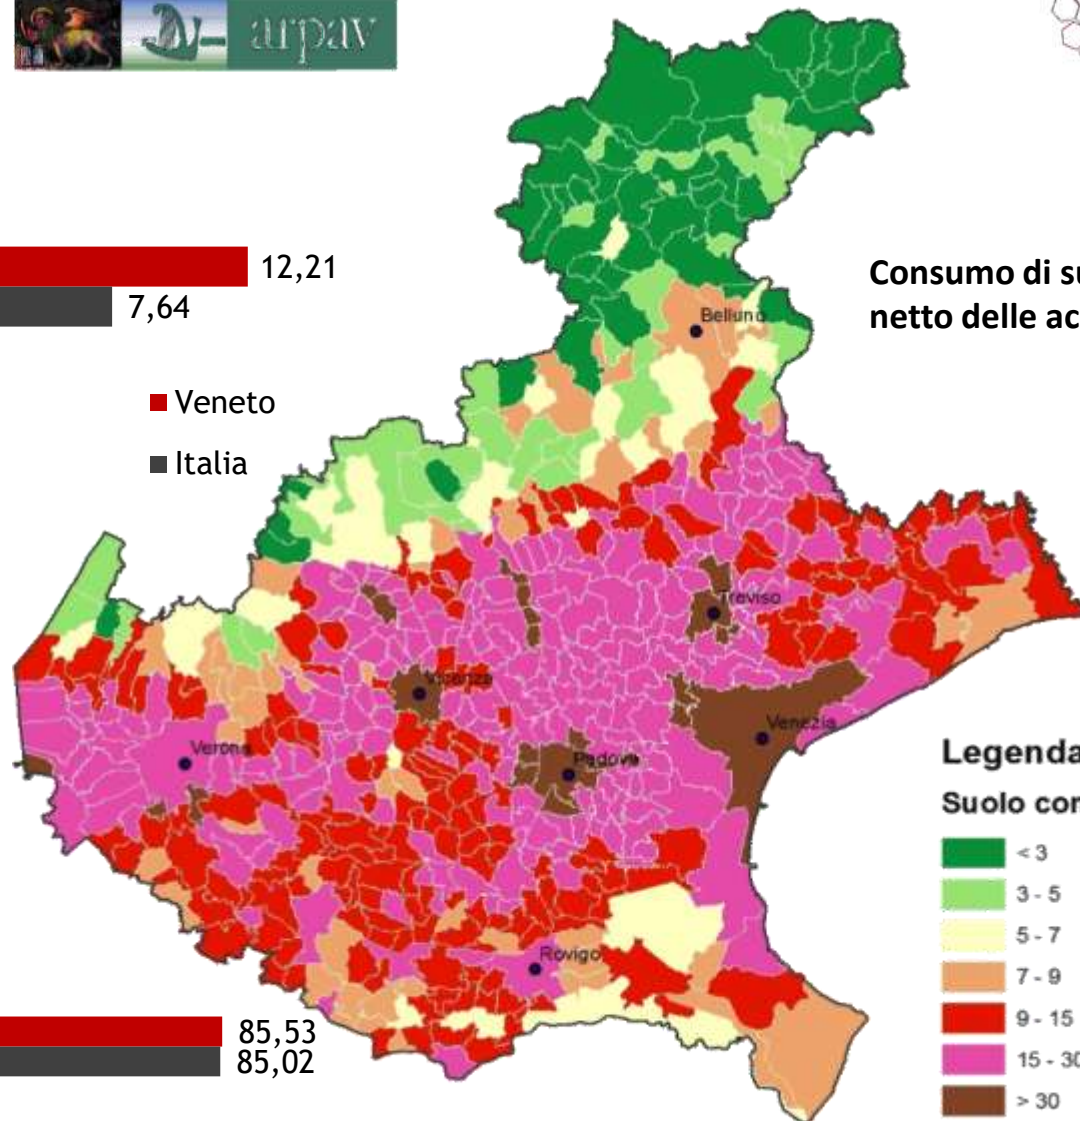 arpav
12,21
7,64
Consumo di su
netto delle ac
Veneto
Italia
Belluno
Treviso
Vicenza
Venezia
Verona
Padova
Rovigo
Legenda
Suolo con
< 3
3 - 5
5 - 7
7 - 9
9 - 15
15 - 30
> 30
85,53
85,02